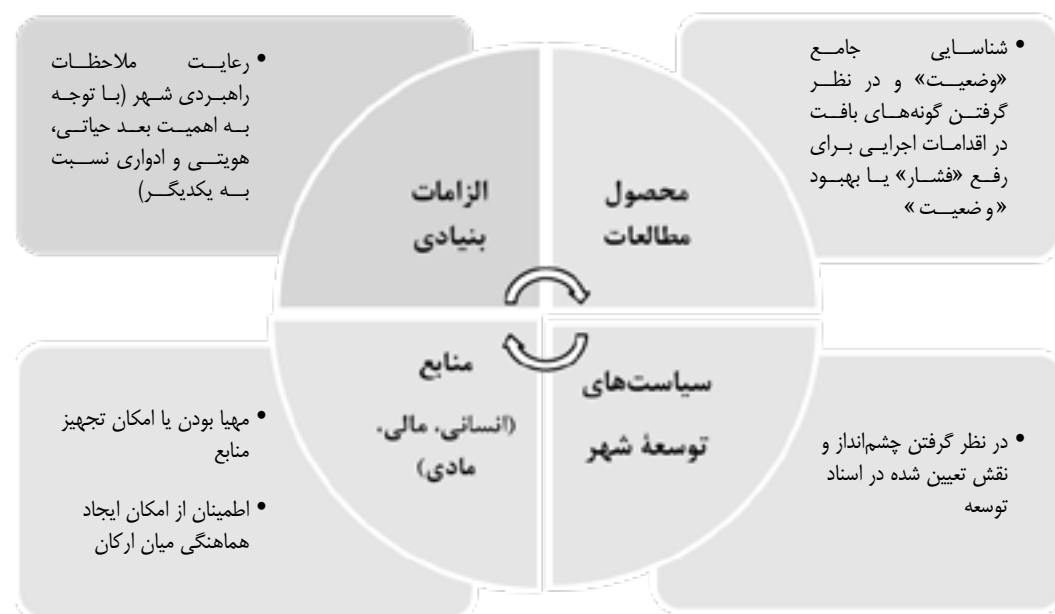 • شناسایی جامع
«وضعیت» و در نظر
گرفتن گونه‌های بافت
در اقدامات اجرایی برای
رفع «فشار» یا بهبود
«وضعیت»
• رعایت ملاحظات
راهبردی شهر (با توجه
به اهمیت بعد حیاتی،
هویتی و ادواری نسبت
به یکدیگر)
محصول
مطالعات
الزامات
بنیادی
سیاست‌های
توسعهٔ شهر
منابع
(انسانی، مالی،
مادی)
• در نظر گرفتن چشم‌انداز و
نقش تعیین شده در اسناد
توسعه
• مهیا بودن یا امکان تجهیز
منابع
• اطمینان از امکان ایجاد
هماهنگی میان ارکان